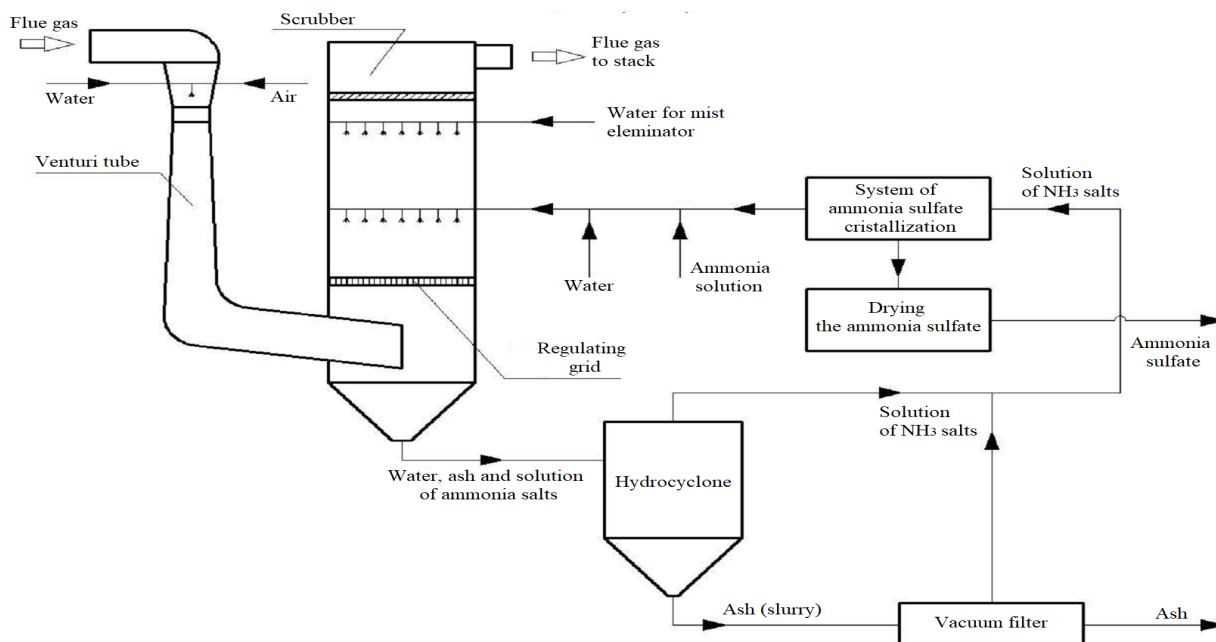 Flue gas
Scrubber
Flue gas
to stack
Water
Air
Water for mist
eleminator
Venturi tube
Solution
of NH3 salts
System of
ammonia sulfate
cristallization
Water
Ammonia
solution
Drying
the ammonia sulfate
Regulating
grid
Ammonia
sulfate
Solution
of NH3 salts
Water, ash and solution
of ammonia salts
Hydrocyclone
Ash (slurry)
Vacuum filter
Ash